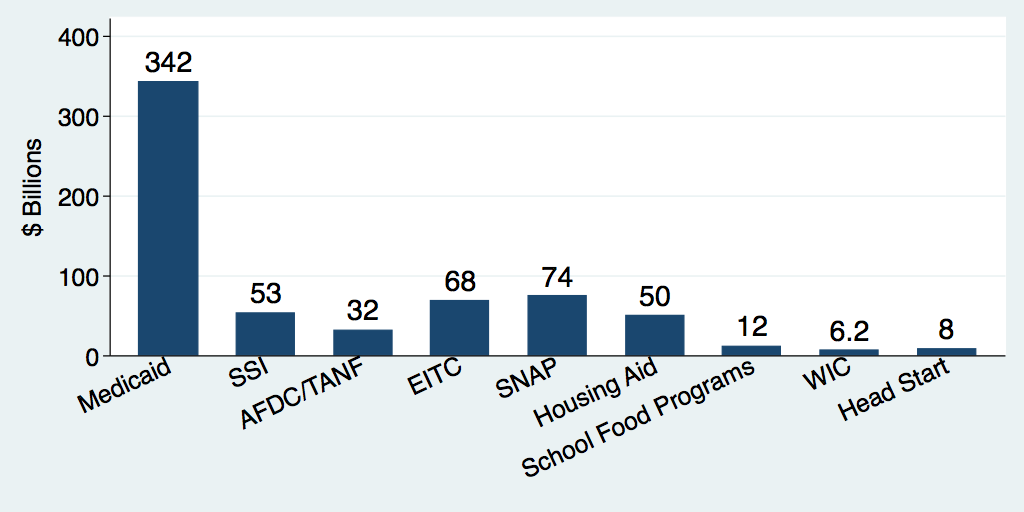 $ Billions
400
300
200
100
0
342
53
32
68
74
50
12
6.2
8
Medicaid
SSI
AFDC/TANF
EITC
SNAP
Housing Aid
School Food Programs
WIC
Head Start